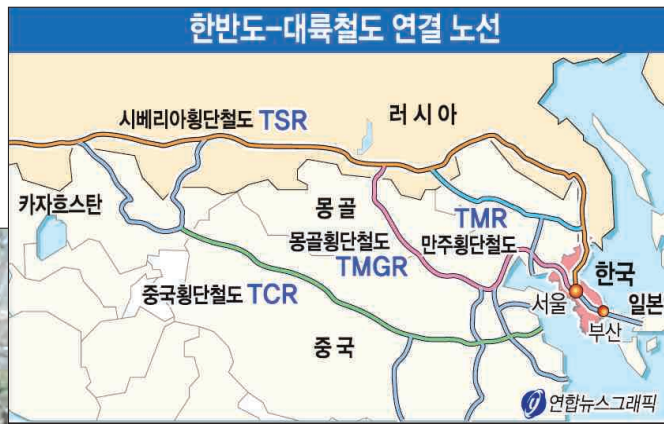 한반도-대륙철도 연결 노선
시베리아횡단철도 TSR
러시아
카자흐스탄
몽골
몽골횡단철도
TMGR
TMR
만주횡단철도
중국횡단철도 TCR
중국
한국
서울
일본
부산
연합뉴스그래픽